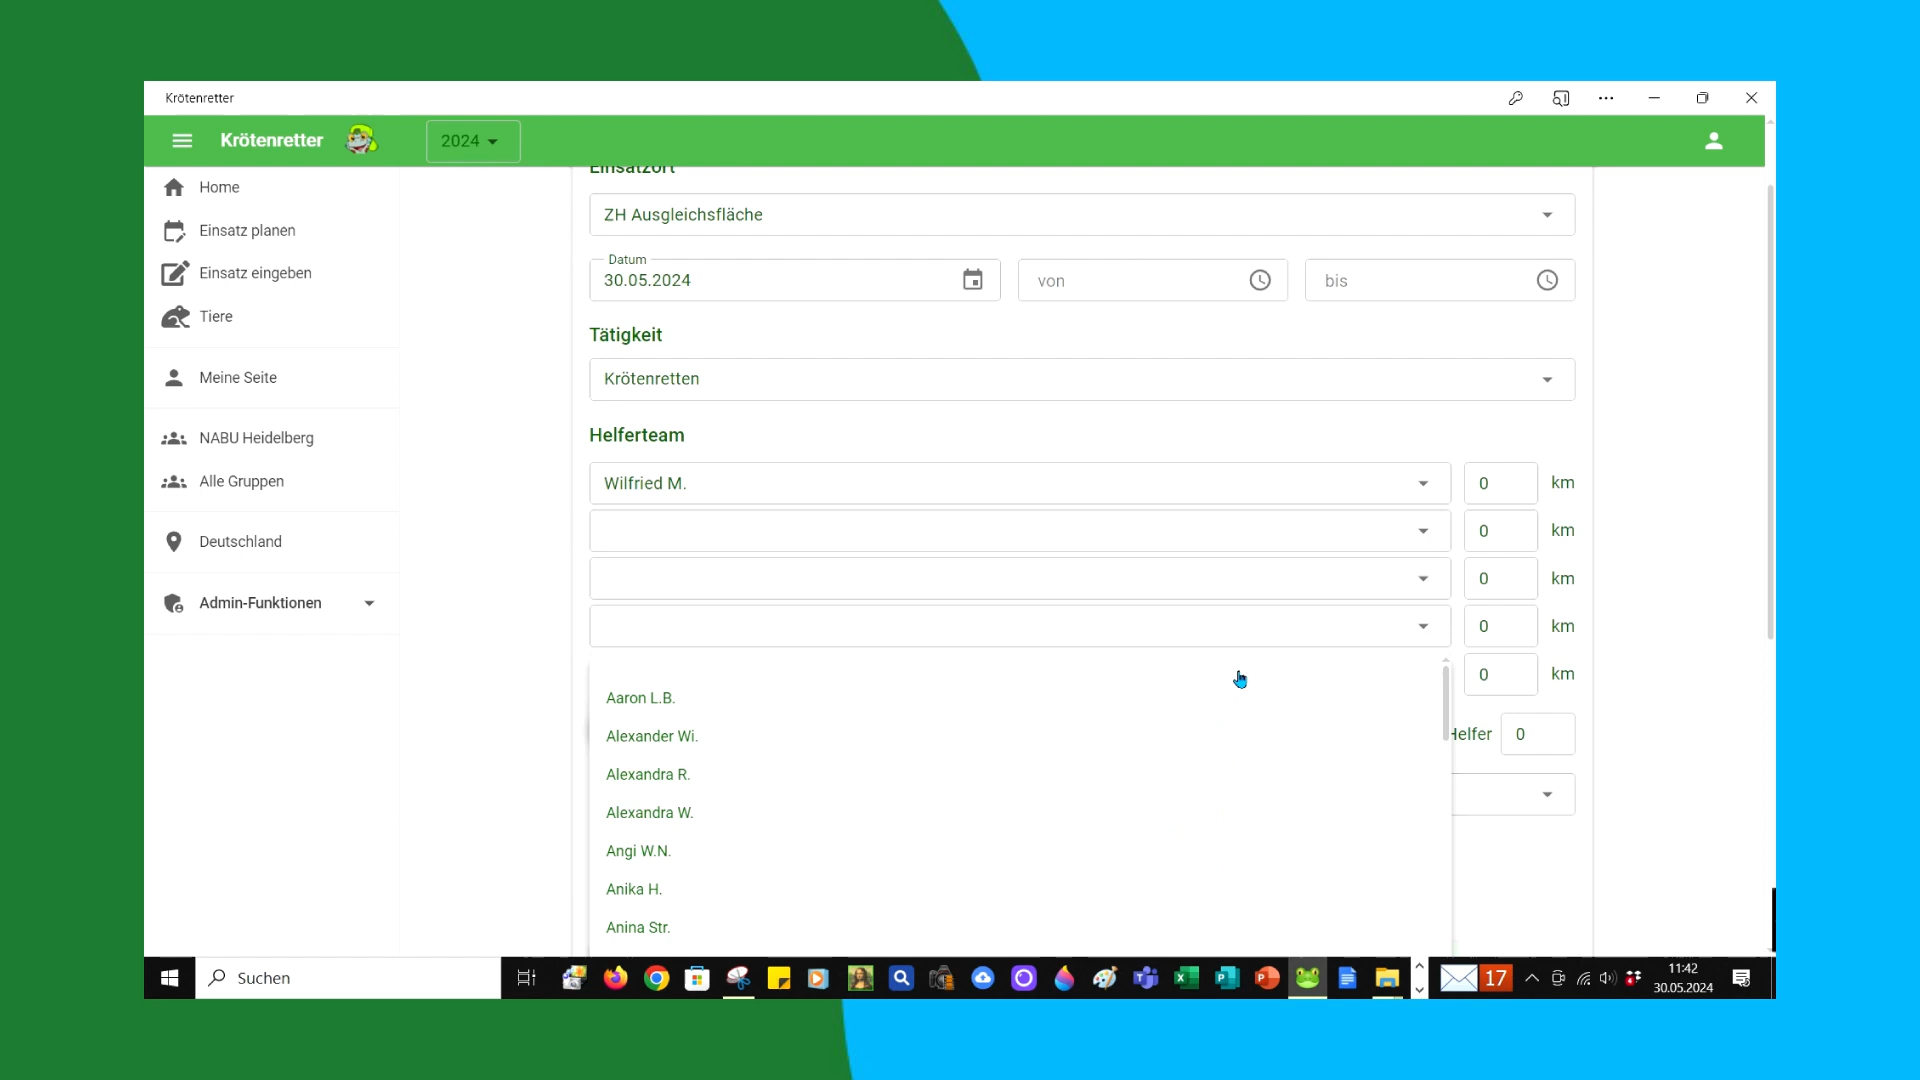 Krötenretter
Krötenretter
2024
Home
Einsatz planen
Einsatz eingeben
Tiere
Meine Seite
NABU Heidelberg
Alle Gruppen
Deutschland
Admin-Funktionen
Einsatzort
ZH Ausgleichsfläche
Datum
30.05.2024
von
bis
Tätigkeit
Krötenretten
Helferteam
Wilfried M.
0 km
0 km
0 km
0 km
0 km
Helfer 0
Aaron L.B.
Alexander Wi.
Alexandra R.
Alexandra W.
Angi W.N.
Anika H.
Anina Str.
Suchen
17
11:42
30.05.2024